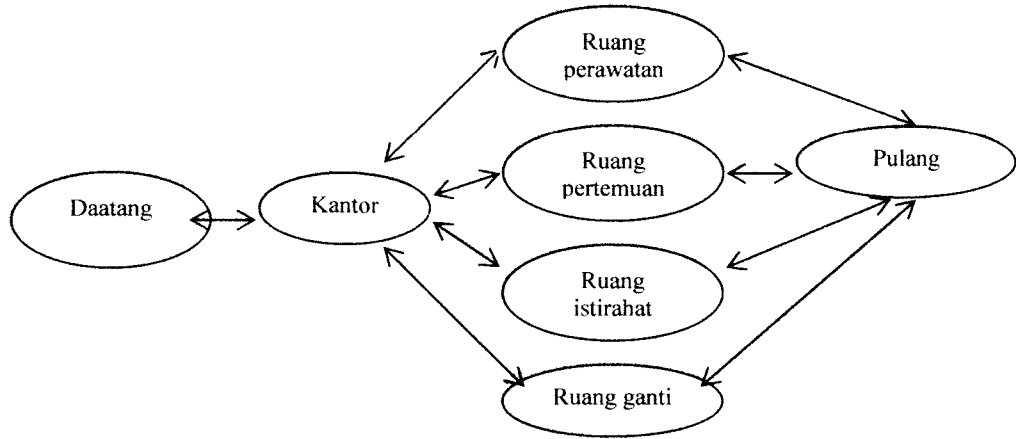 Daatang
Kantor
Ruang
perawatan
Ruang
pertemuan
Ruang
istirahat
Ruang ganti
Pulang